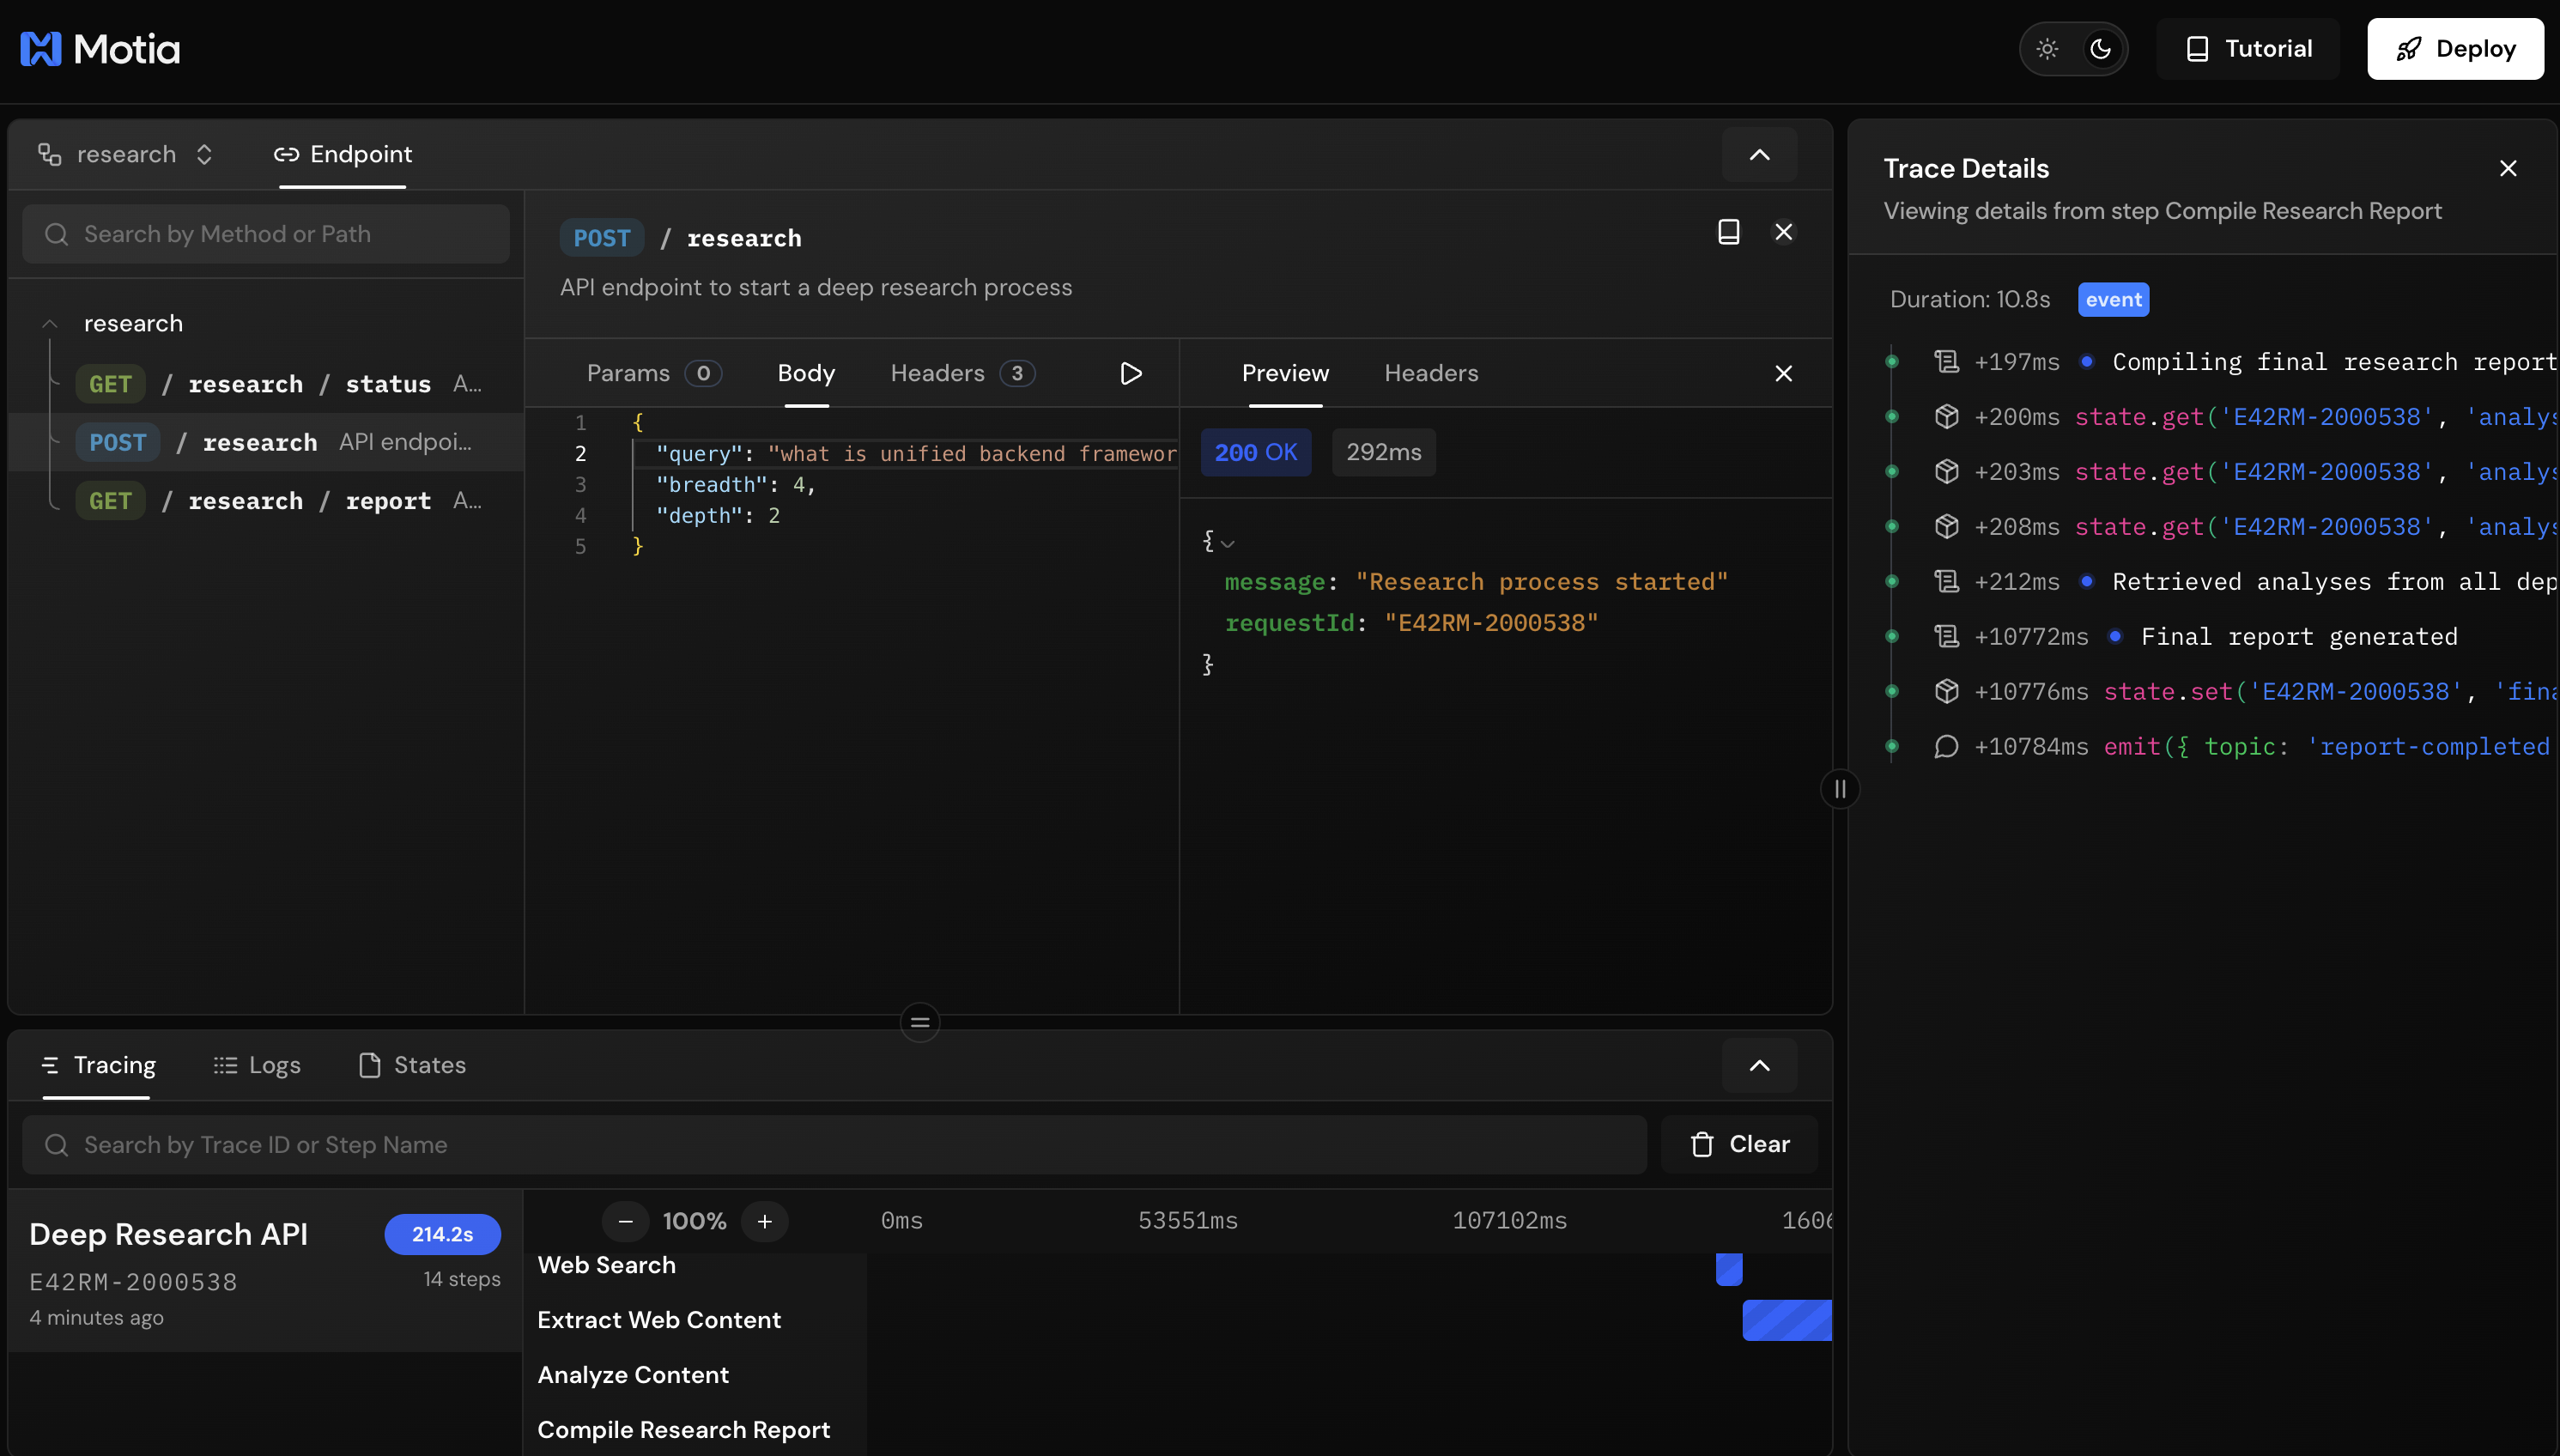 Motia
Tutorial
Deploy
research
Endpoint
Search by Method or Path
research
GET / research / status A...
POST / research API endpoi...
GET / research / report A...
POST / research
API endpoint to start a deep research process
Params 0 Body Headers 3
1 {
2 "query": "what is unified backend framewor
3 "breadth": 4,
4 "depth": 2
5 }
Preview Headers
200 OK 292ms
{
message: "Research process started"
requestId: "E42RM-2000538"
}
Tracing Logs States
Search by Trace ID or Step Name
Clear
Deep Research API 214.2s
E42RM-2000538 14 steps
4 minutes ago
100% 0ms 53551ms 107102ms 1606
Web Search
Extract Web Content
Analyze Content
Compile Research Report
Trace Details
Viewing details from step Compile Research Report
Duration: 10.8s event
+197ms Compiling final research report
+200ms state.get('E42RM-2000538', 'analys
+203ms state.get('E42RM-2000538', 'analys
+208ms state.get('E42RM-2000538', 'analys
+212ms Retrieved analyses from all dep
+10772ms Final report generated
+10776ms state.set('E42RM-2000538', 'fina
+10784ms emit({ topic: 'report-completed